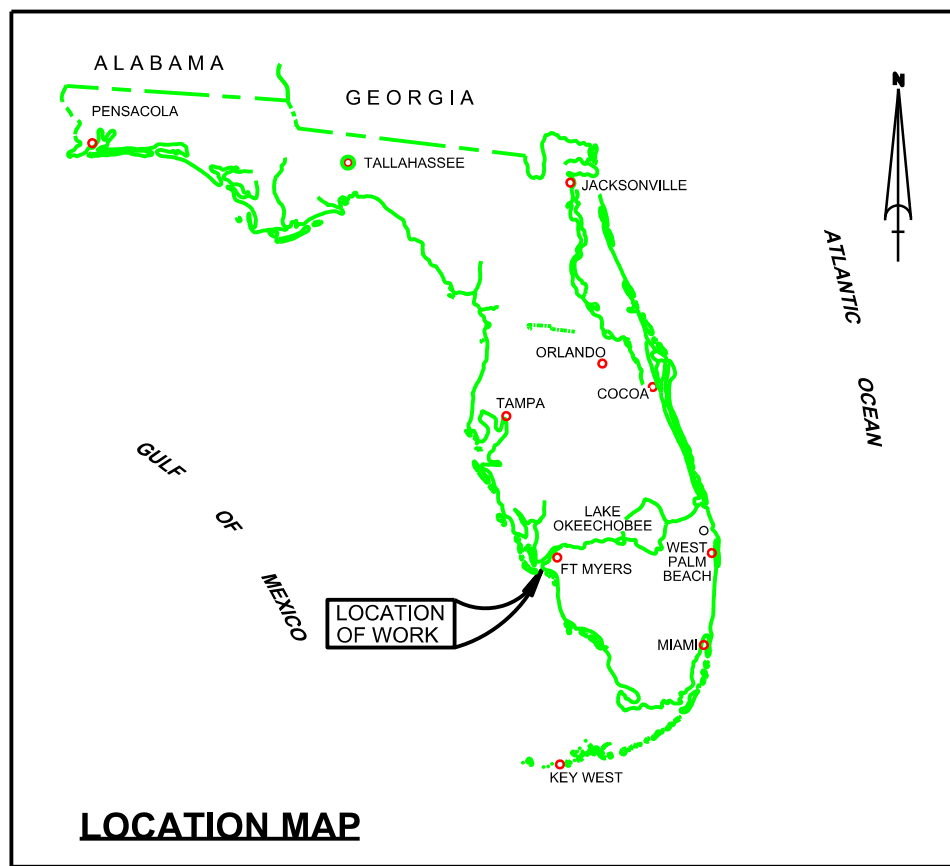 ALABAMA
GEORGIA
N
PENSACOLA
TALLAHASSEE
JACKSONVILLE
ATLANTIC
OCEAN
ORLANDO
COCOA
TAMPA
GULF
OF
MEXICO
LAKE
OKEECHOBEE
WEST
PALM
BEACH
FT MYERS
LOCATION
OF WORK
MIAMI
KEY WEST
LOCATION MAP